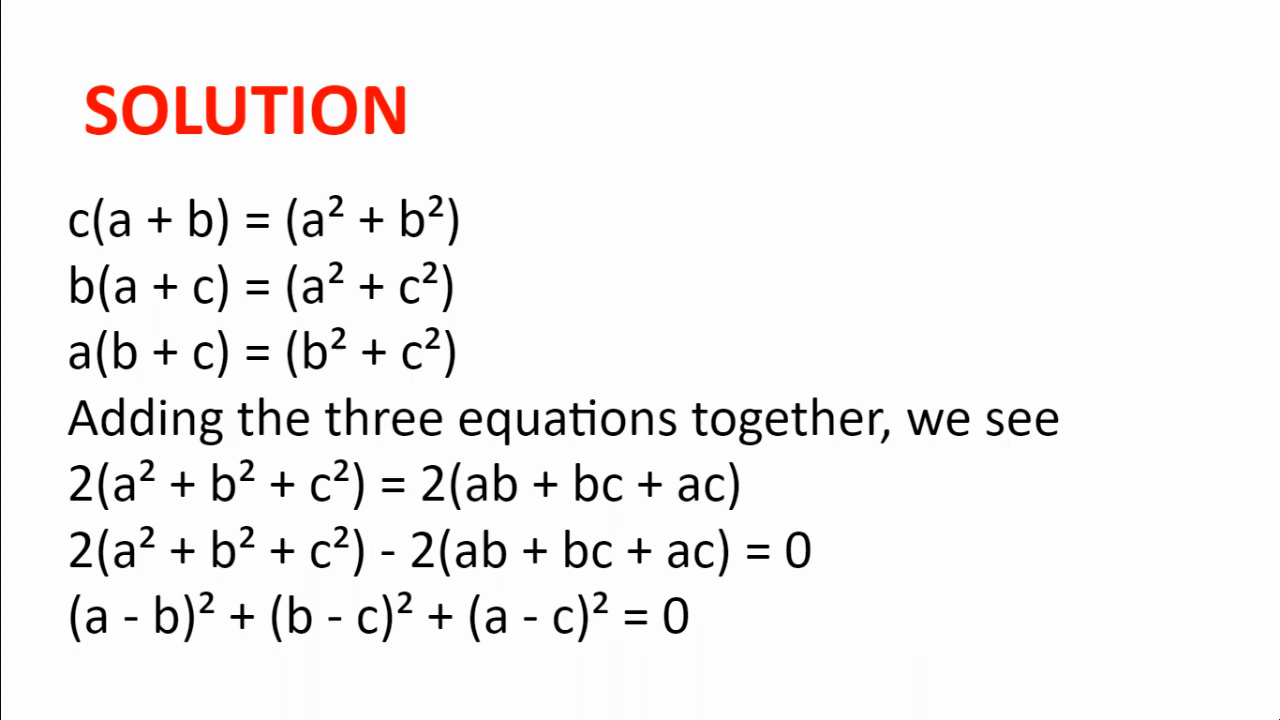 SOLUTION
c(a + b) = (a² + b²)
b(a + c) = (a² + c²)
a(b + c) = (b² + c²)
Adding the three equations together, we see
2(a² + b² + c²) = 2(ab + bc + ac)
2(a² + b² + c²) - 2(ab + bc + ac) = 0
(a - b)² + (b - c)² + (a - c)² = 0